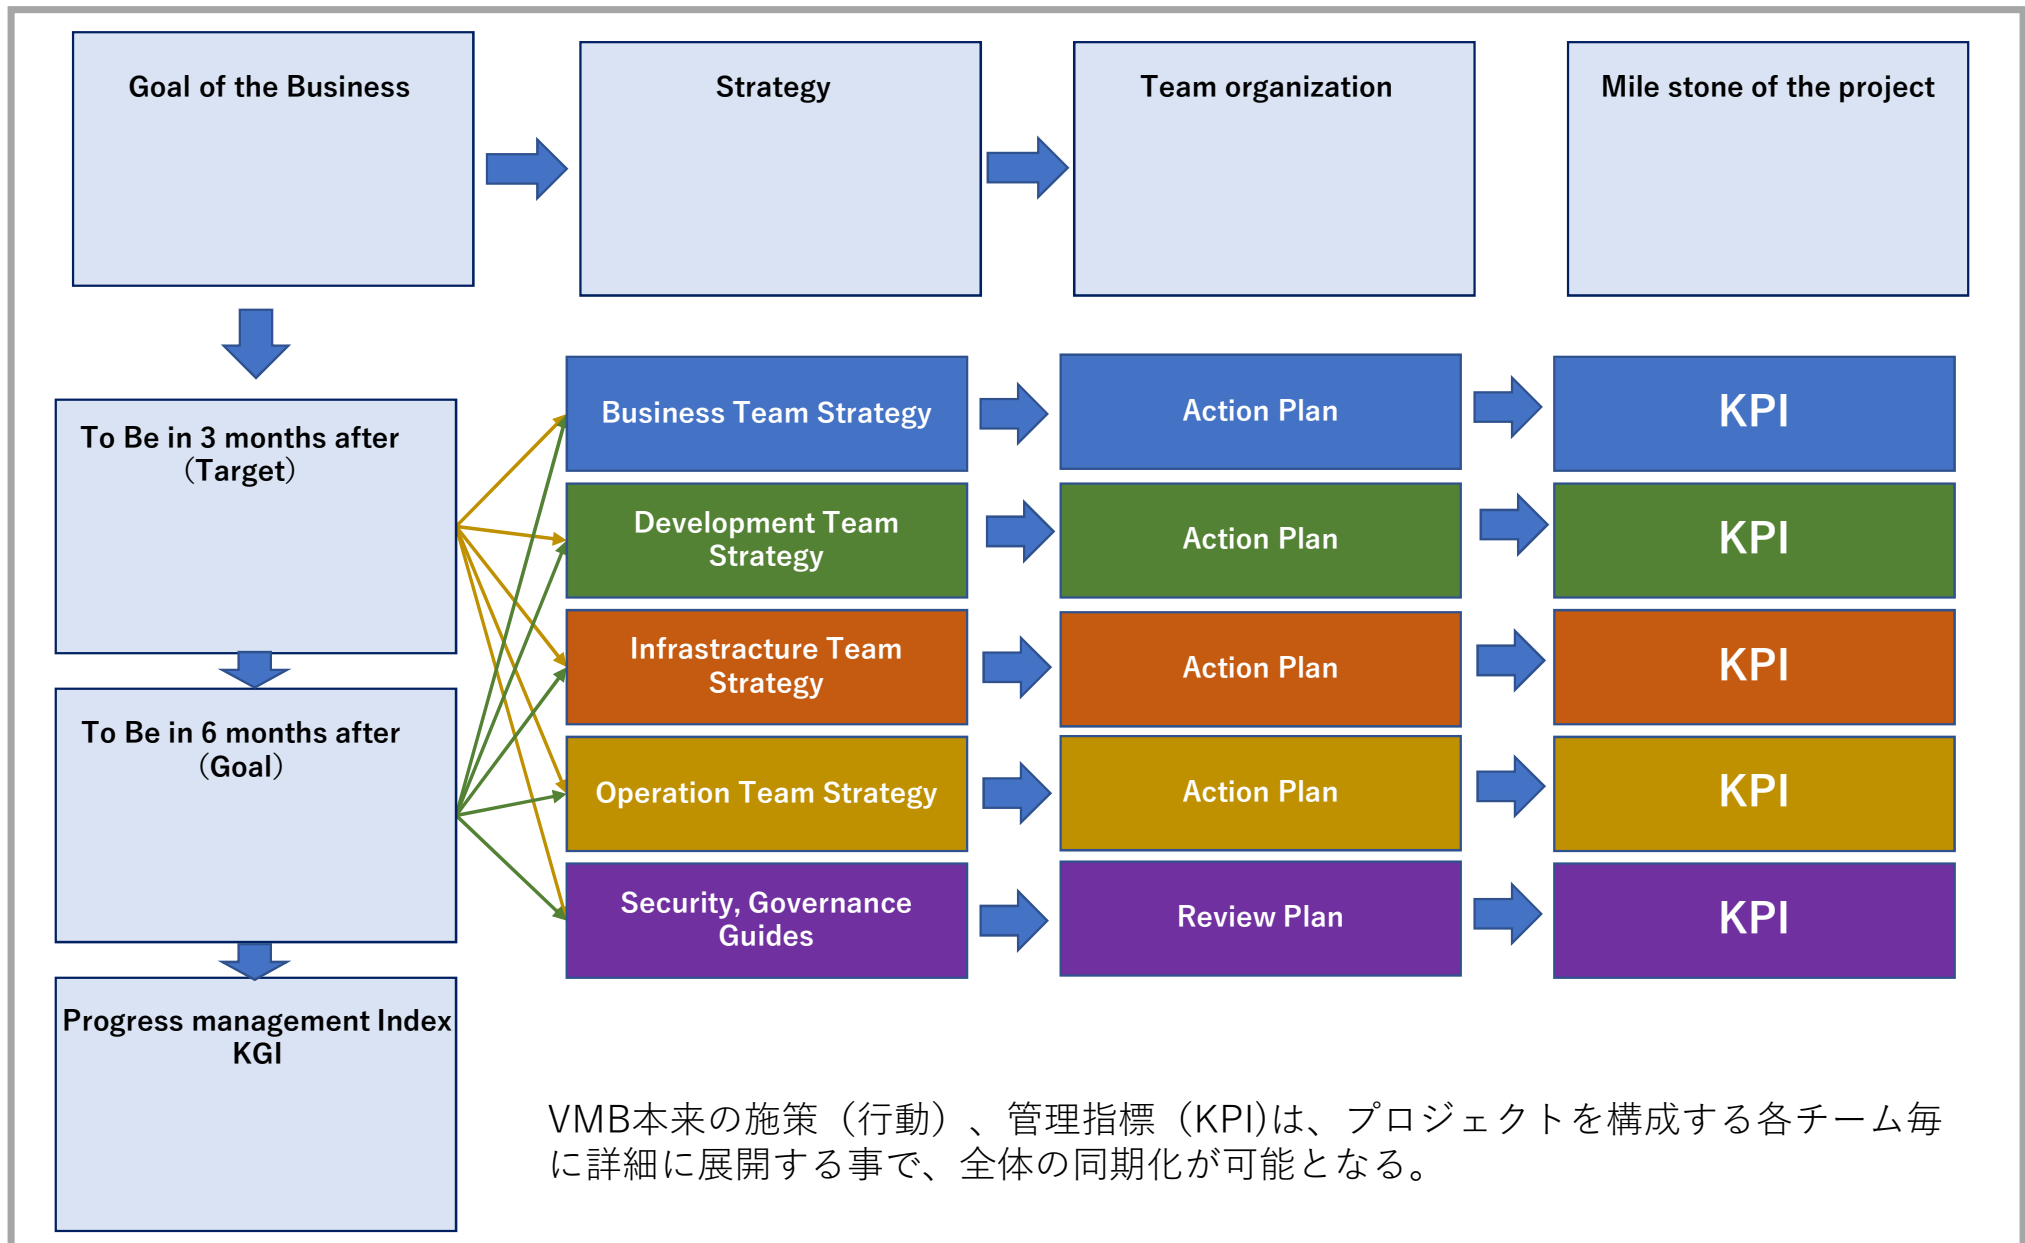 Goal of the Business
Strategy
Team organization
Mile stone of the project
To Be in 3 months after
（Target）
Business Team Strategy
Action Plan
KPI
Development Team
Strategy
Action Plan
KPI
Infrastracture Team
Strategy
Action Plan
KPI
To Be in 6 months after
（Goal）
Operation Team Strategy
Action Plan
KPI
Security, Governance
Guides
Review Plan
KPI
Progress management Index
KGI
VMB本来の施策（行動）、管理指標（KPI)は、プロジェクトを構成する各チーム毎
に詳細に展開する事で、全体の同期化が可能となる。